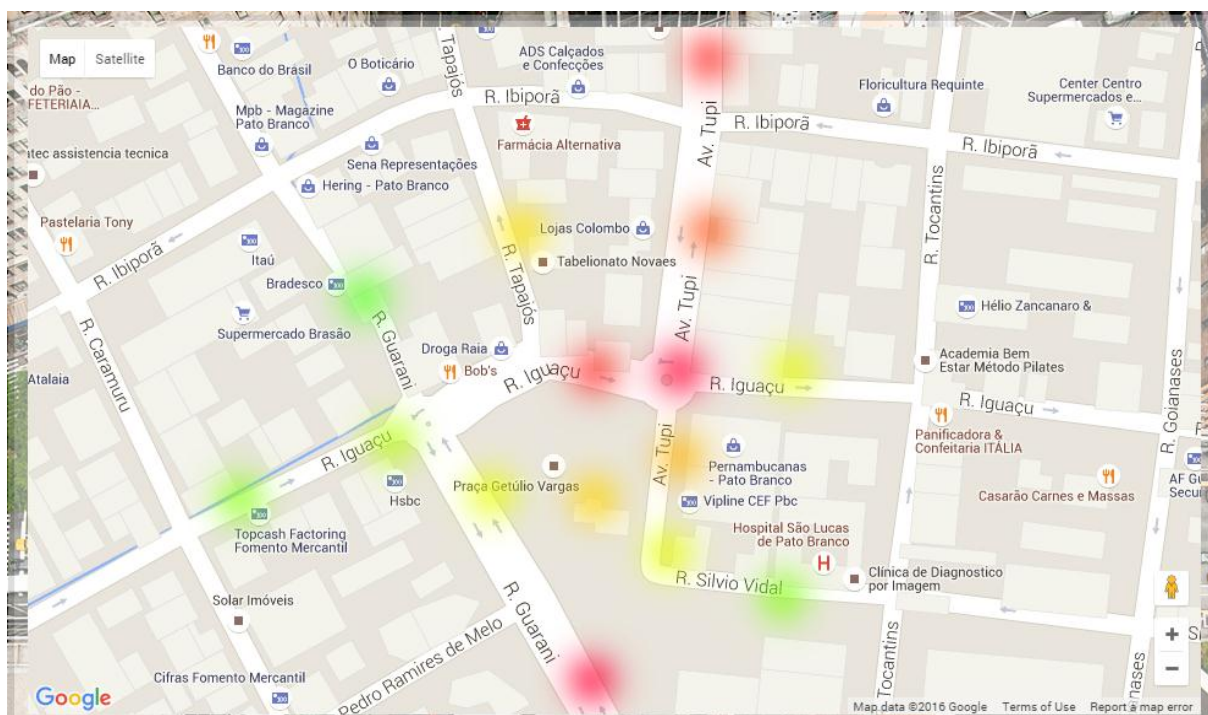 Map
Satellite
do Pão -
FETERIAIA...
Banco do Brasil
O Boticário
R. Tapajós
ADS Calçados
e Confecções
Av. Tupi
Floricultura Requinte
Center Centro
Supermercados e...
Mpb - Magazine
Pato Branco
R. Ibiporã
Farmácia Alternativa
R. Ibiporã
R. Ibiporã
ntec assistencia tecnica
Sena Representações
Hering - Pato Branco
Pastelaria Tony
R. Ibiporã
Itaú
Bradesco
Supermercado Brasão
Lojas Colombo
Tabelionato Novaes
R. Tapajós
Av. Tupi
R. Tocantins
Hélio Zancanaro &
R. Caramuru
Atalaia
R. Guarani
Droga Raia
Bob's
R. Iguaçu
R. Iguaçu
Academia Bem
Estar Método Pilates
R. Iguaçu
R. Goianases
Panificadora &
Confeitaria ITÁLIA
R. Iguaçu
Hsbc
Praça Getúlio Vargas
Av. Tupi
Pernambucanas
- Pato Branco
Vipline CEF Pbc
Casarão Carnes e Massas
AF Gu
Secur
Topcash Factoring
Fomento Mercantil
Hospital São Lucas
de Pato Branco
H
R. Silvio Vidal
Clínica de Diagnostico
por Imagem
Solar Imóveis
R. Guarani
Pedro Ramires de Melo
Cifras Fomento Mercantil
Tocantins
ianases
Si
+
−
Google
Map data ©2016 Google
Terms of Use
Report a map error